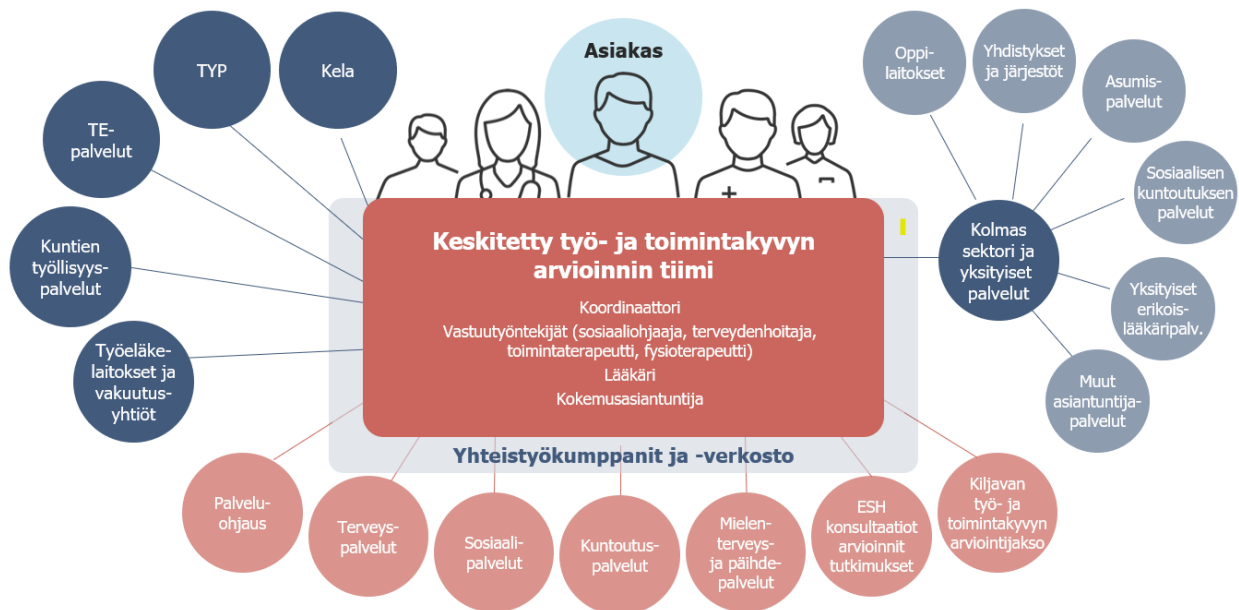 Asiakas
TYP
Kela
TE-
palvelut
Kuntien
työllisyys-
palvelut
Työeläke-
laitokset ja
vakuutus-
yhtiöt
Keskitetty työ- ja toimintakyvyn
arvioinnin tiimi
Koordinaattori
Vastuutyöntekijät (sosiaaliohjaaja, terveydenhoitaja,
toimintaterapeutti, fysioterapeutti)
Lääkäri
Kokemusasiantuntija
Yhteistyökumppanit ja -verkosto
Oppi-
laitokset
Yhdistykset
ja järjestöt
Asumis-
palvelut
Sosiaalisen
kuntoutuksen
palvelut
Kolmas
sektori ja
yksityiset
palvelut
Yksityiset
erikois-
lääkäripalv.
Muut
asiantuntija-
palvelut
Palvelu-
ohjaus
Terveys-
palvelut
Sosiaali-
palvelut
Kuntoutus-
palvelut
Mielen-
terveys-
ja päihde-
palvelut
ESH
konsultaatiot
arvioinnit
tutkimukset
Kiljavan
työ- ja
toimintakyvyn
arviointijakso